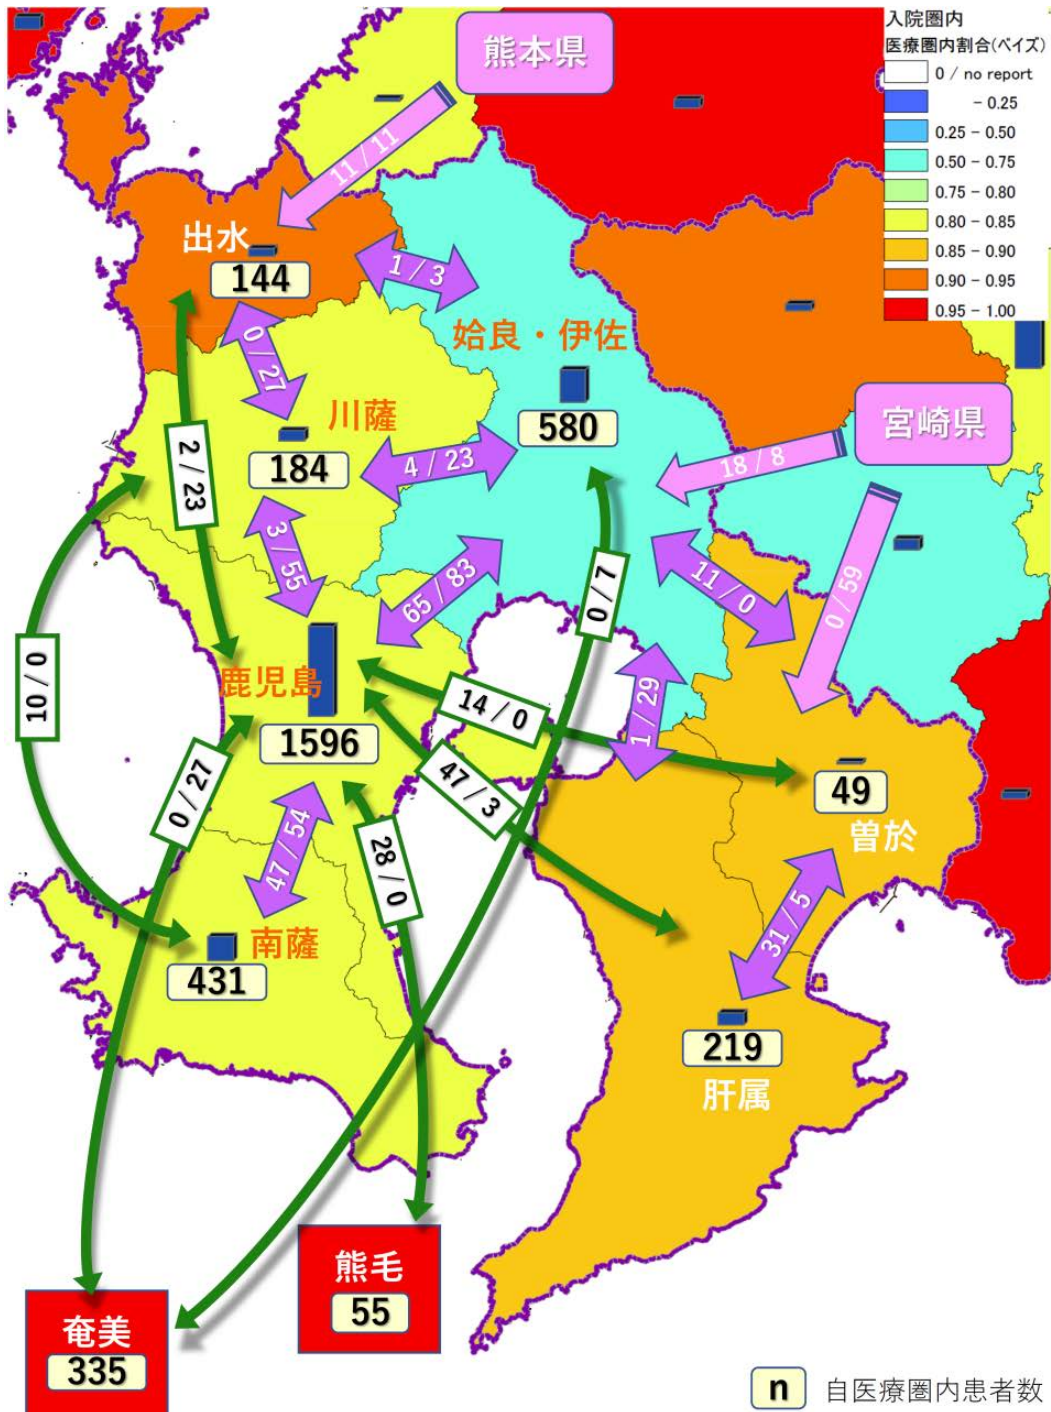 入院圏内
医療圏内割合(ベイズ)
0 / no report
- 0.25
0.25 - 0.50
0.50 - 0.75
0.75 - 0.80
0.80 - 0.85
0.85 - 0.90
0.90 - 0.95
0.95 - 1.00
熊本県
11 / 11
出水
144
1 / 3
0 / 27
姶良・伊佐
580
川薩
184
4 / 23
宮崎県
18 / 8
2 / 23
3 / 55
65 / 83
0 / 7
11 / 0
0 / 59
10 / 0
鹿児島
1596
14 / 0
1 / 29
47 / 3
49
曽於
0 / 27
47 / 54
28 / 0
31 / 5
南薩
431
219
肝属
熊毛
55
奄美
335
n 自医療圏内患者数